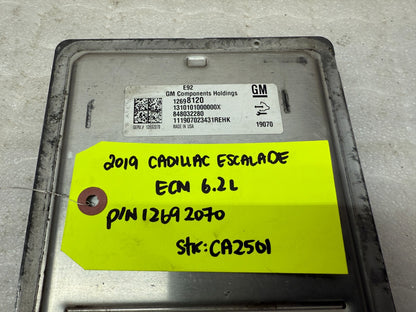 E92
GM Components Holdings
12698120
1310101000000X
848032280
111907023431REHK
MADE IN USA
GM
19070
2019 CADILLAC ESCALADE
ECM 6.2L
P/N 12692070
Stk: CA2501